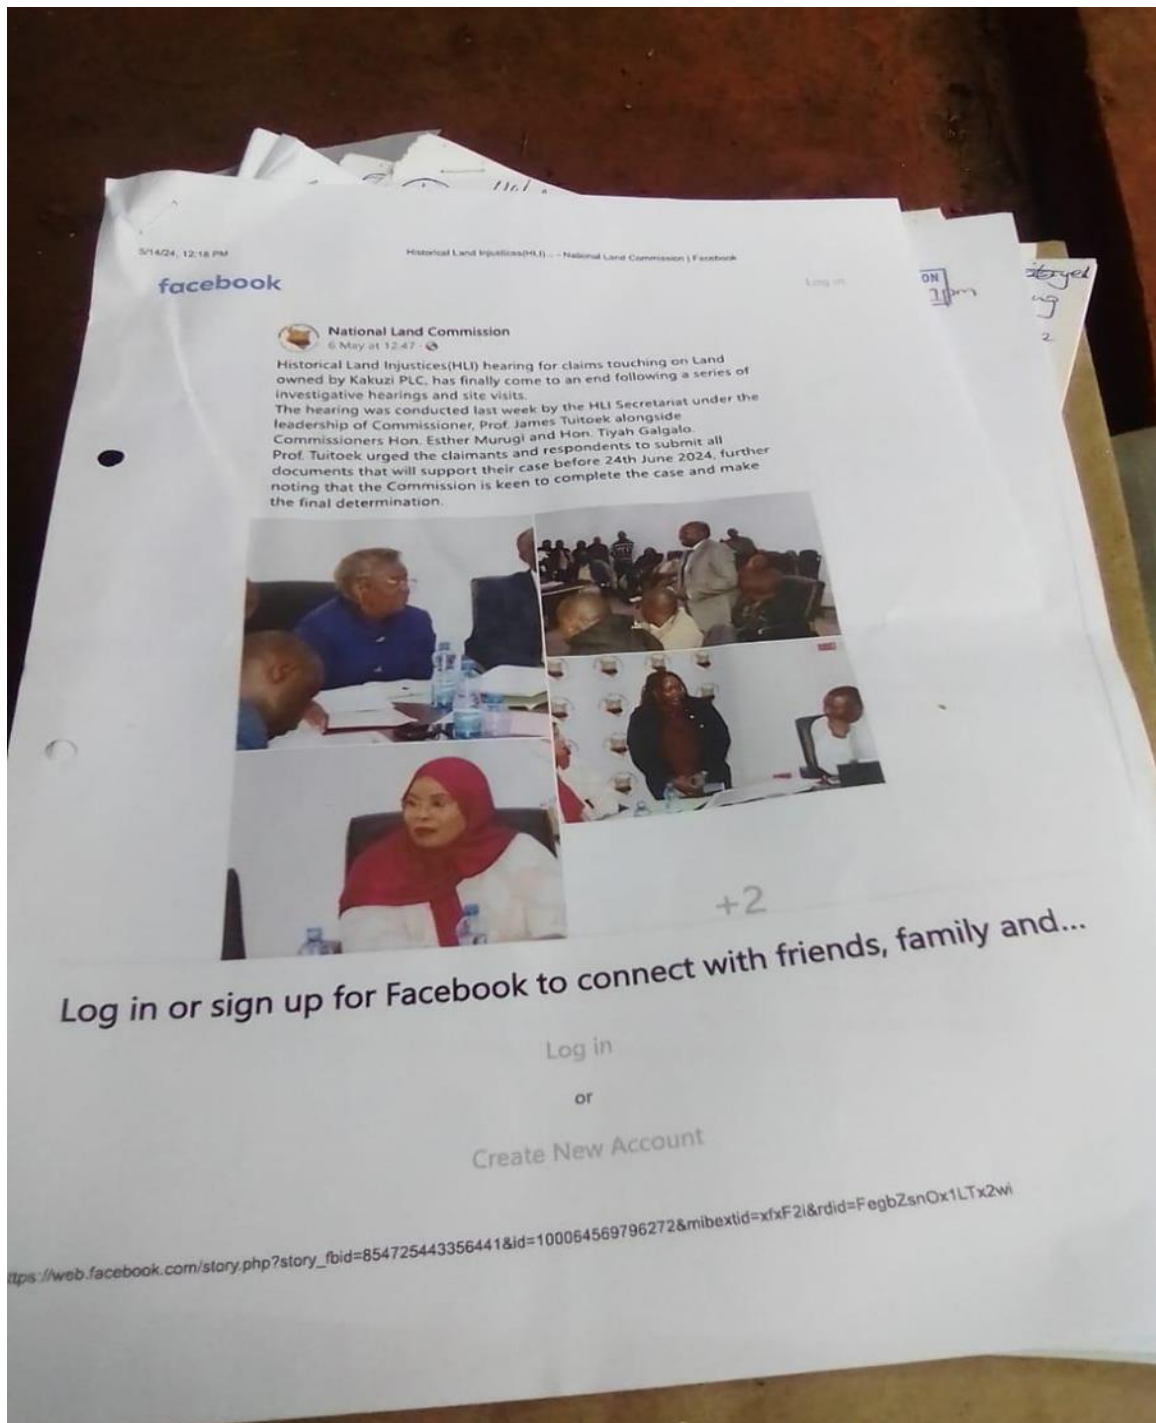 5/14/24, 12:18 PM
Historical Land Injustices(HLI)... - National Land Commission | Facebook
facebook
Log in
National Land Commission
6 May at 12:47 ·
Historical Land Injustices(HLI) hearing for claims touching on Land
owned by Kakuzi PLC, has finally come to an end following a series of
investigative hearings and site visits.
The hearing was conducted last week by the HLI Secretariat under the
leadership of Commissioner, Prof. James Tuitoek alongside
Commissioners Hon. Esther Murugi and Hon. Tiyah Galgalo.
Prof. Tuitoek urged the claimants and respondents to submit all
documents that will support their case before 24th June 2024, further
noting that the Commission is keen to complete the case and make
the final determination.
+2
Log in or sign up for Facebook to connect with friends, family and...
Log in
or
Create New Account
ttps://web.facebook.com/story.php?story_fbid=854725443356441&id=100064569796272&mibextid=xfxF2i&rdid=FegbZsnOx1LTx2wi
ON
1pm
ng
2